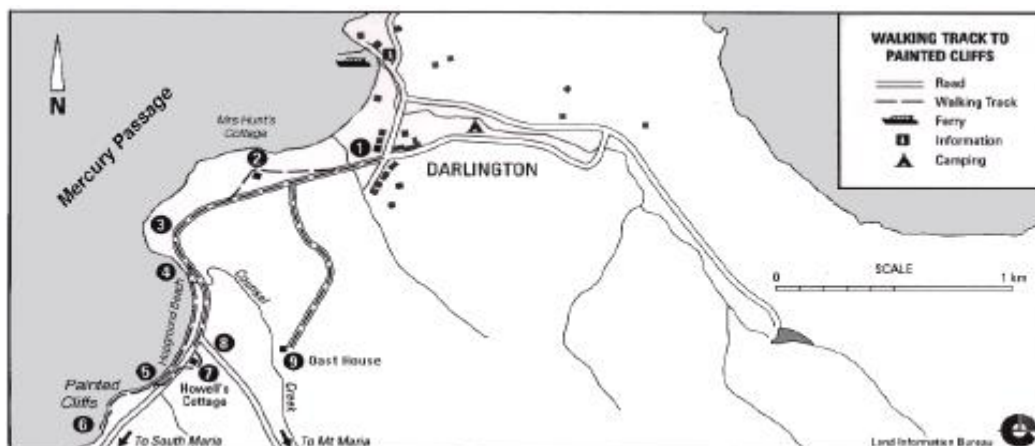 WALKING TRACK TO
PAINTED CLIFFS
Road
Walking Track
Ferry
i Information
Camping
N
Mercury Passage
Mrs Hunt's
Cottage
1
2
DARLINGTON
3
4
Hopground Beach
Counsel
Creek
SCALE
0
1 km
8
9 Oast House
5
7
Howell's
Cottage
Painted
Cliffs
6
To South Maria
To Mt Maria
Land Information Bureau